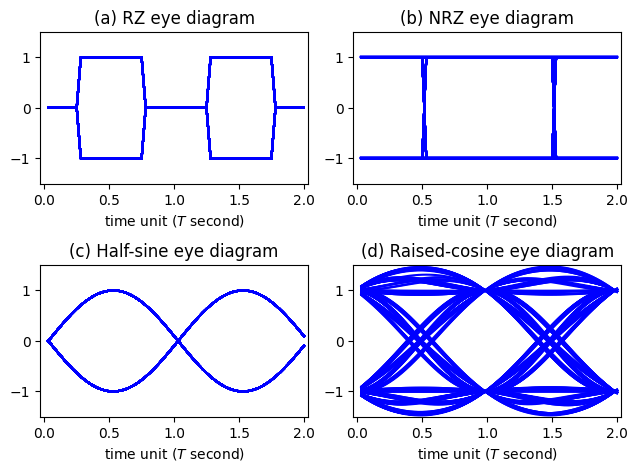 (a) RZ eye diagram
(b) NRZ eye diagram
1
0
−1
1
0
−1
0.0 0.5 1.0 1.5 2.0
0.0 0.5 1.0 1.5 2.0
time unit (T second)
time unit (T second)
(c) Half-sine eye diagram
(d) Raised-cosine eye diagram
1
0
−1
1
0
−1
0.0 0.5 1.0 1.5 2.0
0.0 0.5 1.0 1.5 2.0
time unit (T second)
time unit (T second)